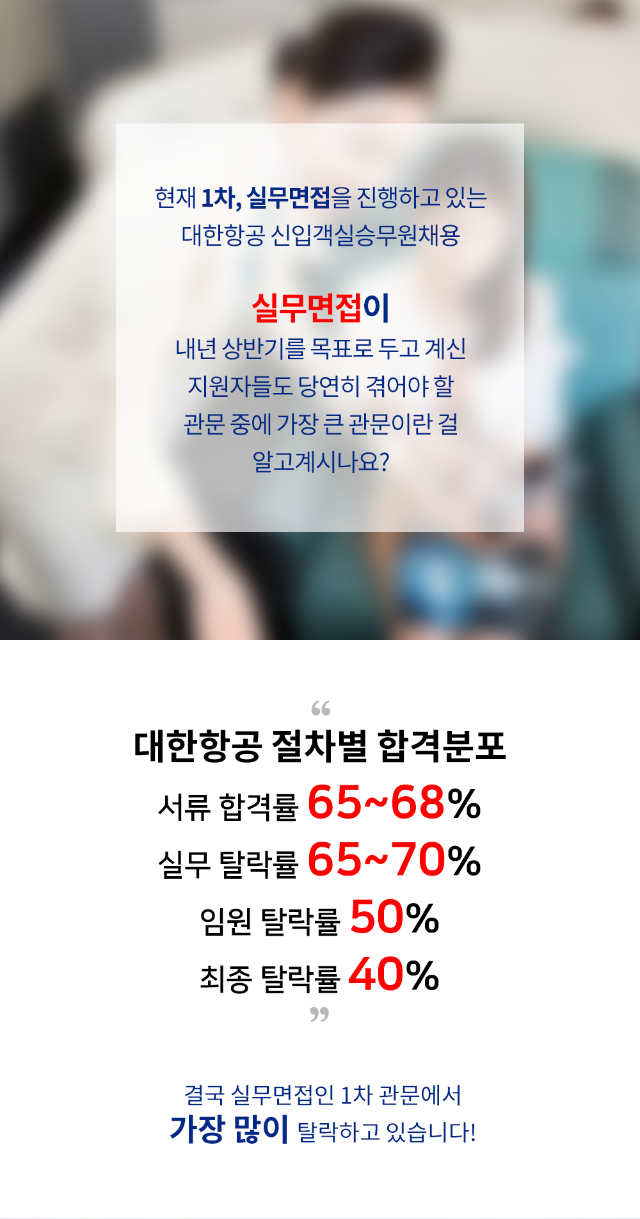 현재 1차, 실무면접을 진행하고 있는
대한항공 신입객실승무원채용
실무면접이
내년 상반기를 목표로 두고 계신
지원자들도 당연히 겪어야 할
관문 중에 가장 큰 관문이란 걸
알고계시나요?
“
대한항공 절차별 합격분포
서류 합격률 65~68%
실무 탈락률 65~70%
임원 탈락률 50%
최종 탈락률 40%
”
결국 실무면접인 1차 관문에서
가장 많이 탈락하고 있습니다!